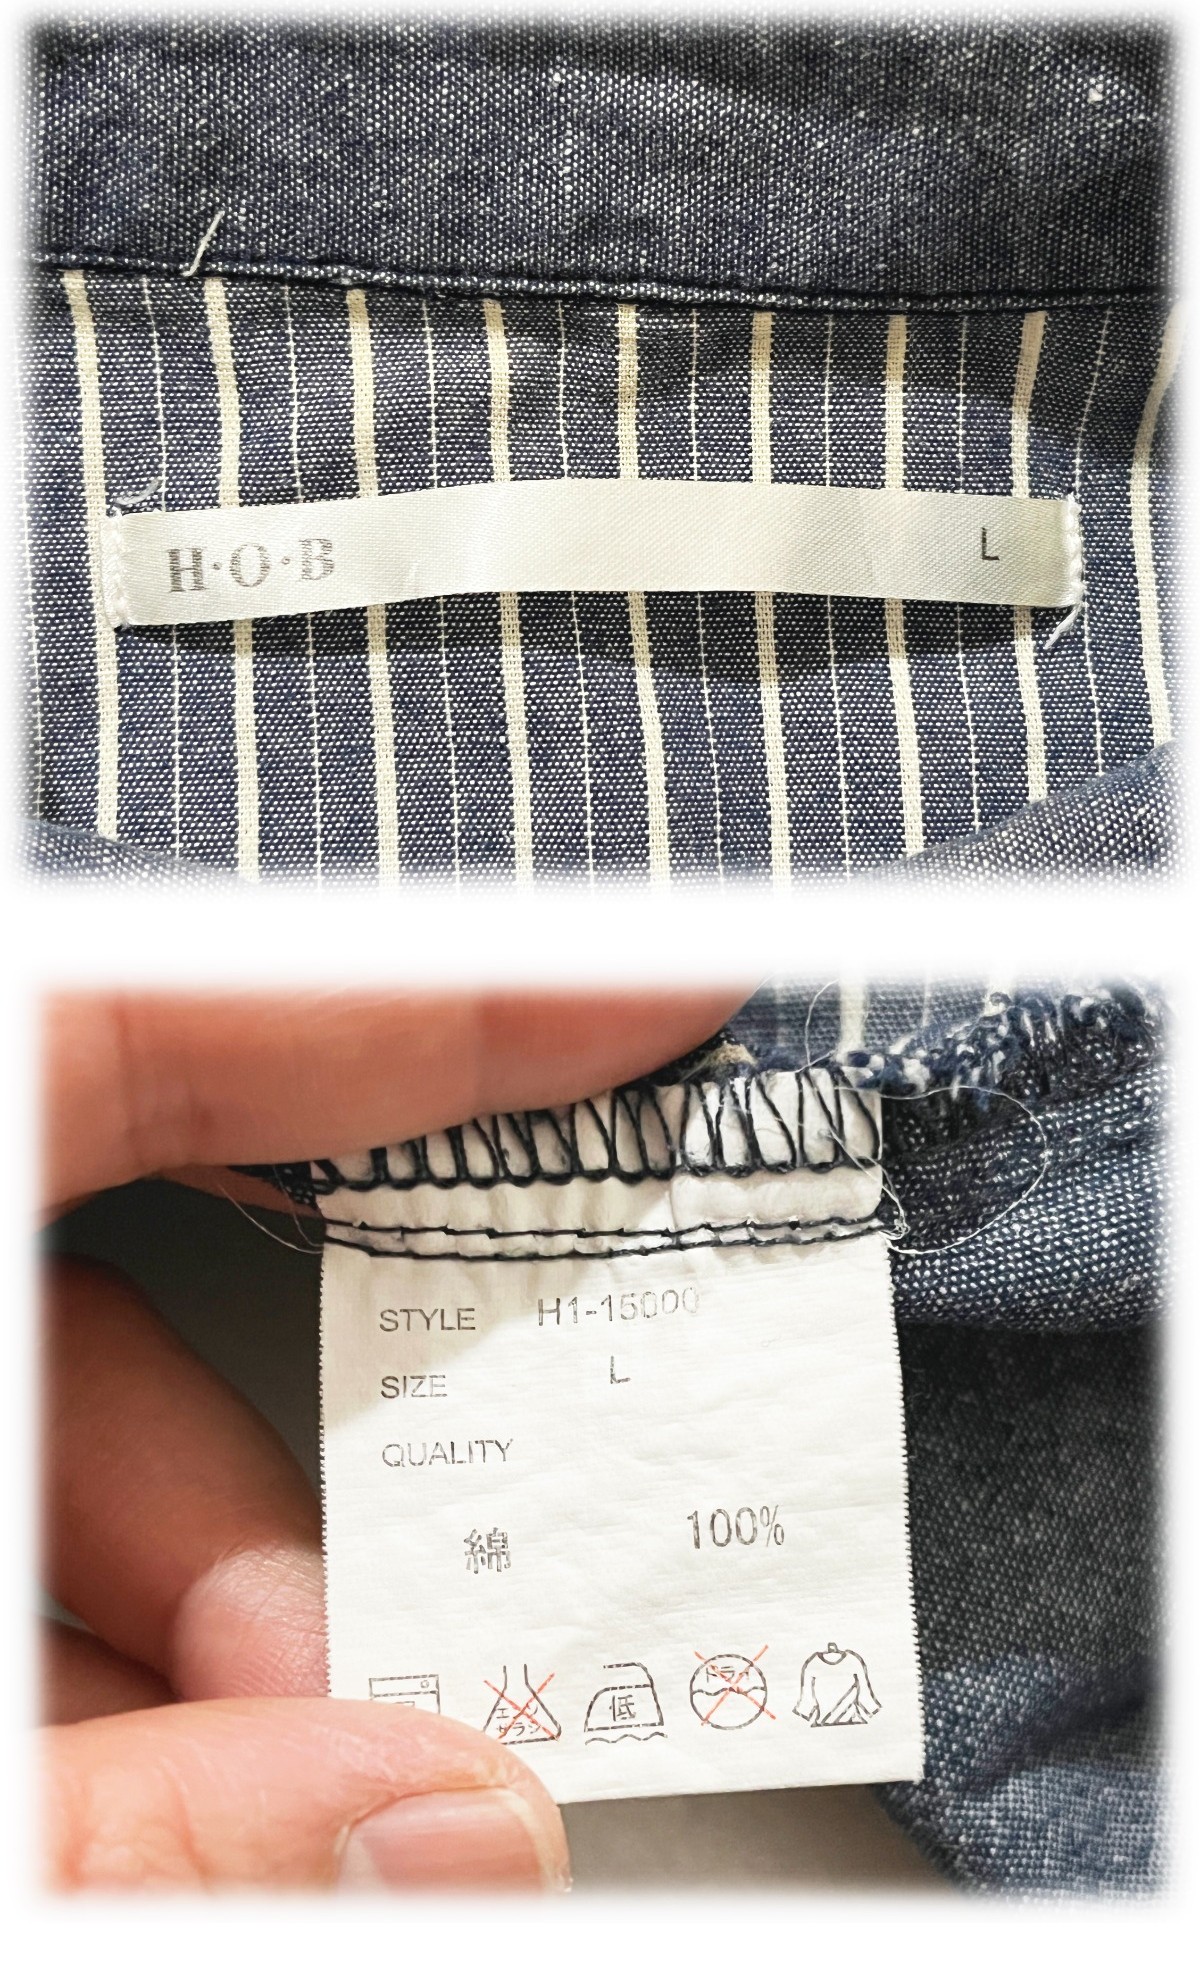 H·O·B L
STYLE H1-15000
SIZE L
QUALITY
綿 100%
エンソ サラシ 低 ドライ